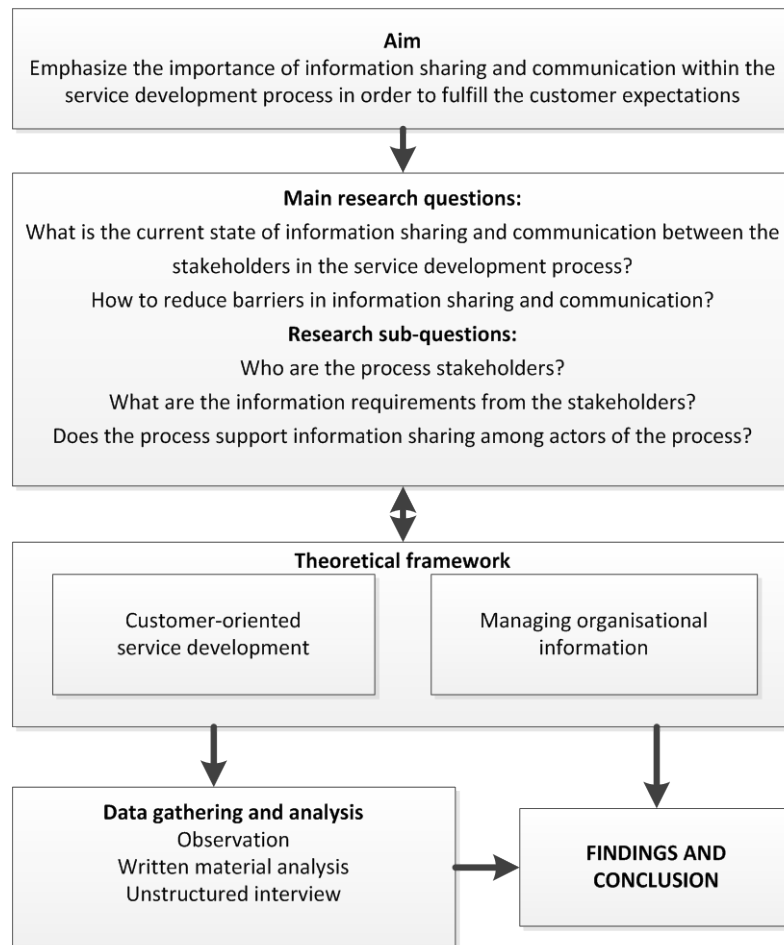 Aim
Emphasize the importance of information sharing and communication within the
service development process in order to fulfill the customer expectations
Main research questions:
What is the current state of information sharing and communication between the
stakeholders in the service development process?
How to reduce barriers in information sharing and communication?
Research sub-questions:
Who are the process stakeholders?
What are the information requirements from the stakeholders?
Does the process support information sharing among actors of the process?
Theoretical framework
Customer-oriented
service development
Managing organisational
information
Data gathering and analysis
Observation
Written material analysis
Unstructured interview
FINDINGS AND
CONCLUSION